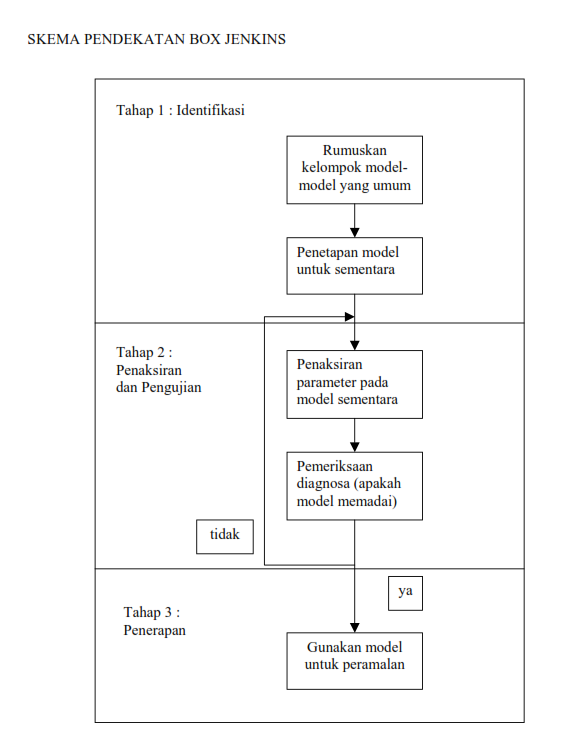 SKEMA PENDEKATAN BOX JENKINS
Tahap 1 : Identifikasi
Rumuskan
kelompok model-
model yang umum
Penetapan model
untuk sementara
Tahap 2 :
Penaksiran
dan Pengujian
Penaksiran
parameter pada
model sementara
Pemeriksaan
diagnosa (apakah
model memadai)
tidak
ya
Tahap 3 :
Penerapan
Gunakan model
untuk peramalan